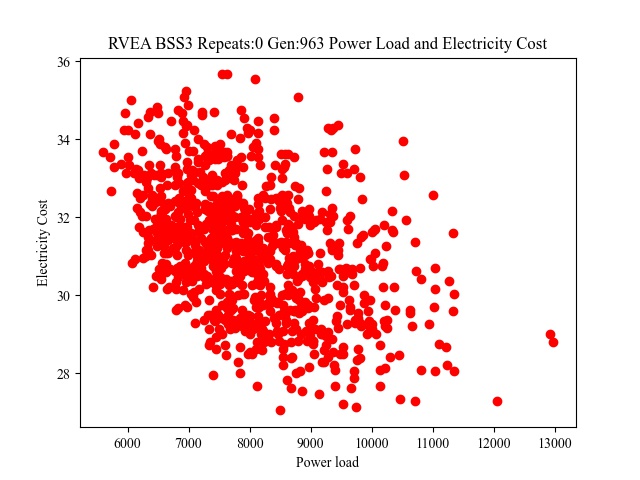 RVEA BSS3 Repeats:0 Gen:963 Power Load and Electricity Cost
36
34
32
30
28
Electricity Cost
6000 7000 8000 9000 10000 11000 12000 13000
Power load